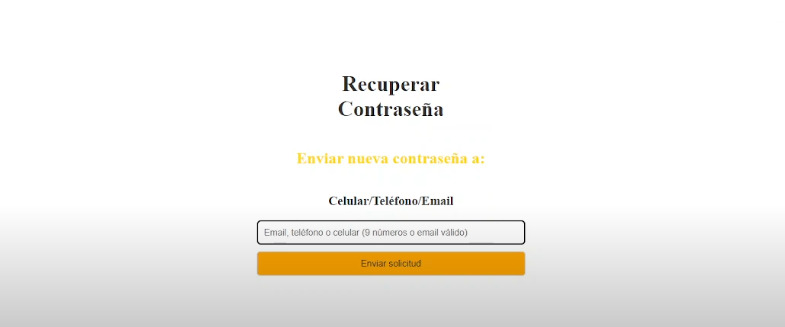 Recuperar
Contraseña
Enviar nueva contraseña a:
Celular/Teléfono/Email
Email, teléfono o celular (9 números o email válido)
Enviar solicitud